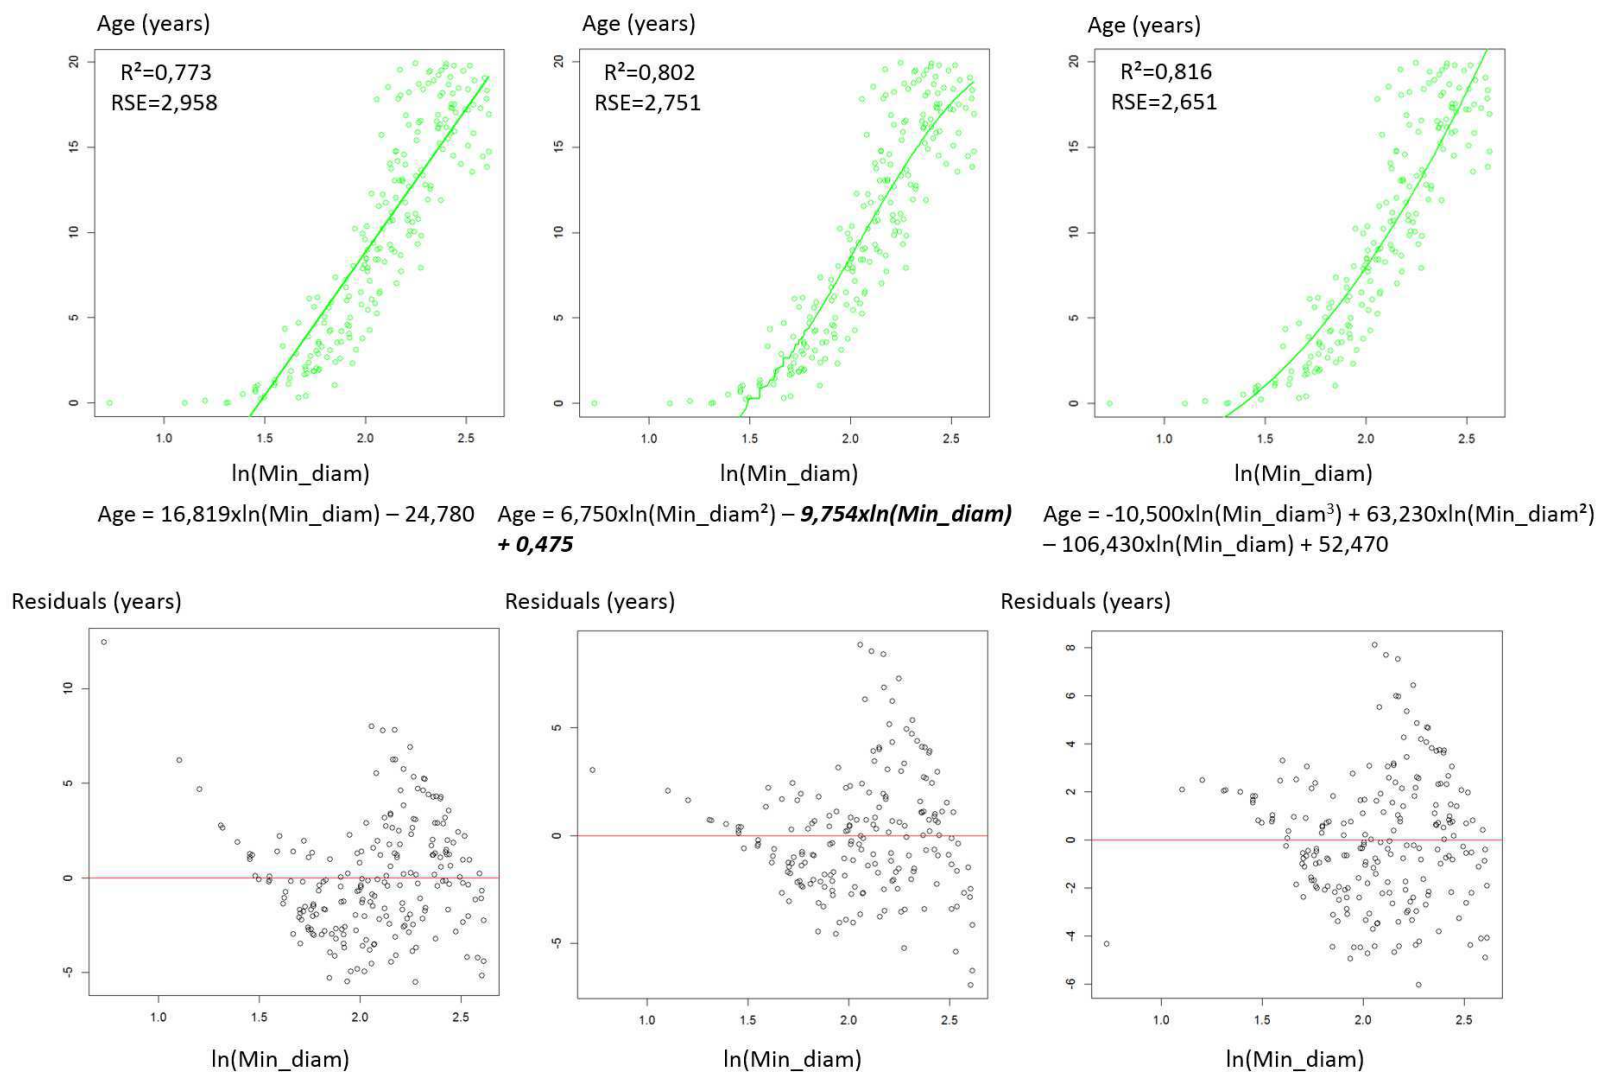 Age (years)
Age (years)
Age (years)
R²=0,773
RSE=2,958
R²=0,802
RSE=2,751
R²=0,816
RSE=2,651
20
15
10
5
0
20
15
10
5
0
20
15
10
5
0
1.0 1.5 2.0 2.5
1.0 1.5 2.0 2.5
1.0 1.5 2.0 2.5
ln(Min_diam)
ln(Min_diam)
ln(Min_diam)
Age = 16,819xln(Min_diam) – 24,780
Age = 6,750xln(Min_diam²) – 9,754xln(Min_diam)
+ 0,475
Age = -10,500xln(Min_diam³) + 63,230xln(Min_diam²)
– 106,430xln(Min_diam) + 52,470
Residuals (years)
Residuals (years)
Residuals (years)
10
5
0
-5
5
0
-5
8
6
4
2
0
-2
-4
-6
1.0 1.5 2.0 2.5
1.0 1.5 2.0 2.5
1.0 1.5 2.0 2.5
ln(Min_diam)
ln(Min_diam)
ln(Min_diam)